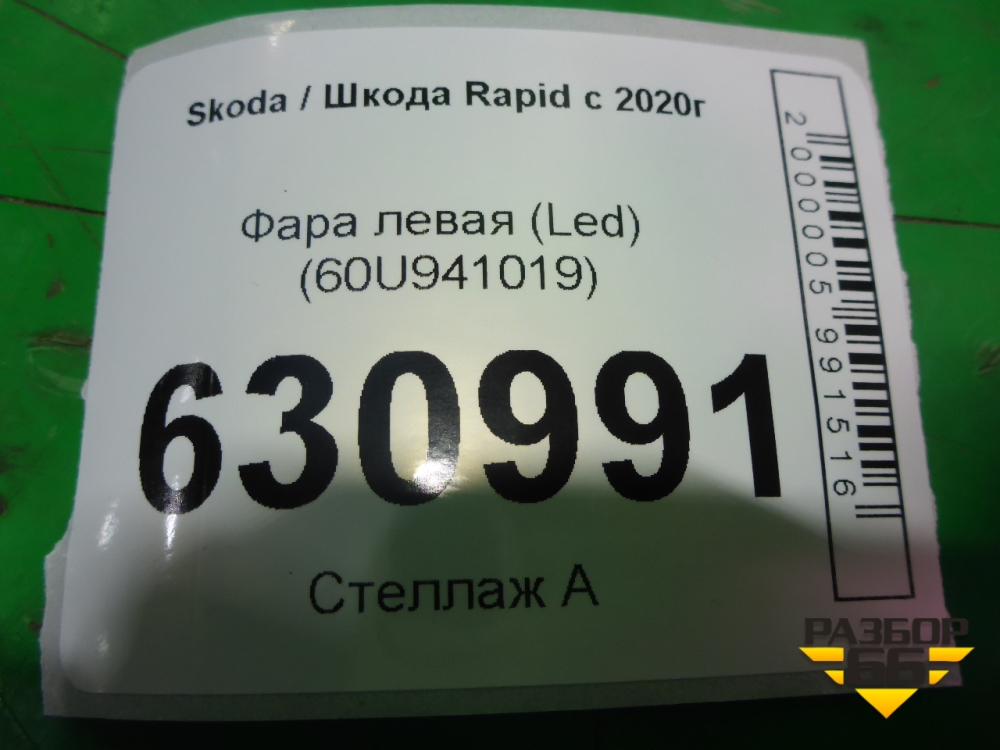 Skoda / Шкода Rapid с 2020г
Фара левая (Led)
(60U941019)
630991
Стеллаж А
2000005991516
РАЗБОР
66